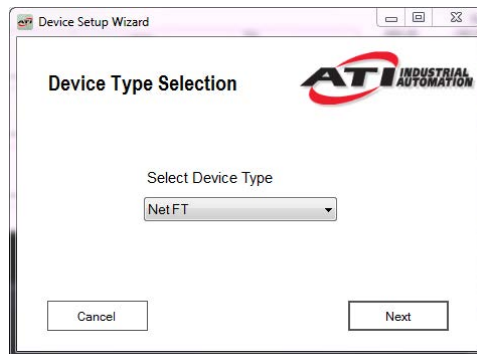 Device Setup Wizard
Device Type Selection
ATI INDUSTRIAL
AUTOMATION
Select Device Type
Net FT
Cancel
Next